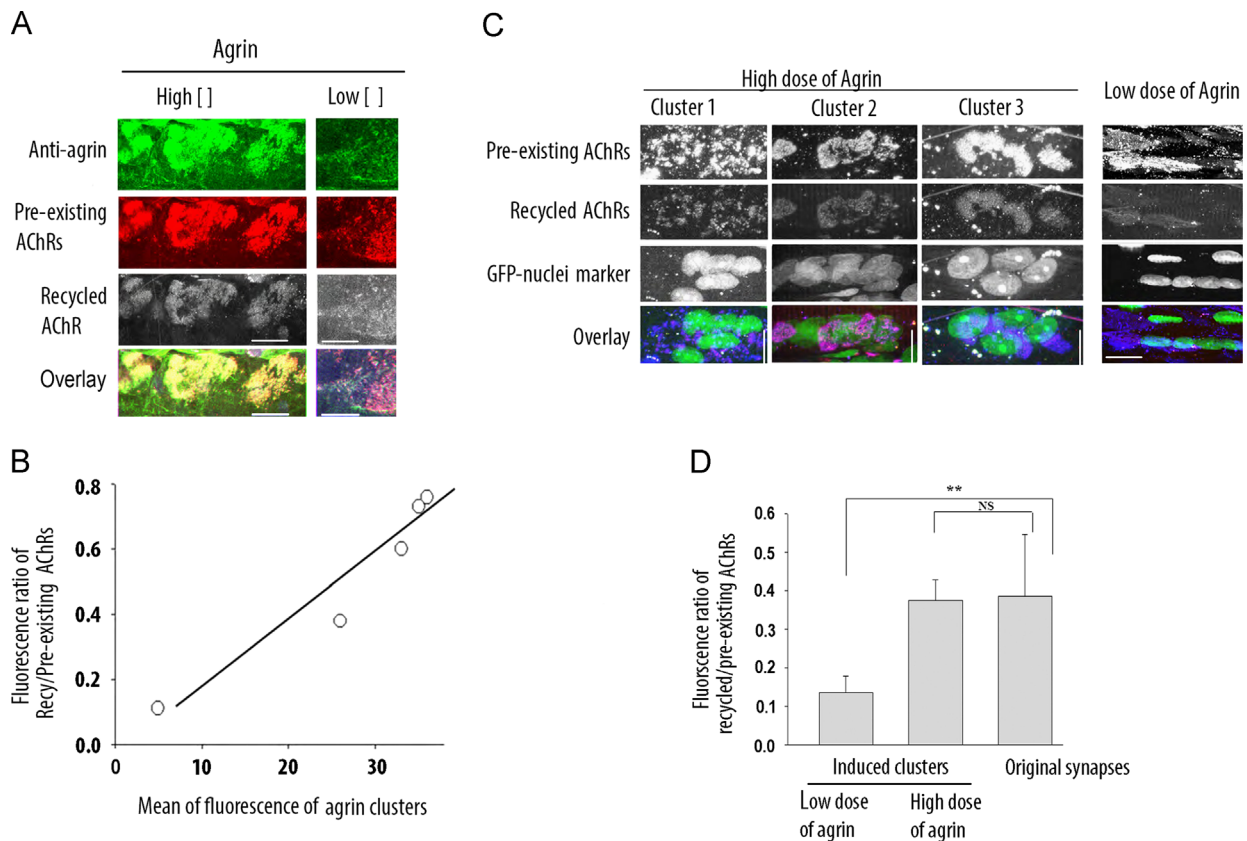 A
Agrin
High [ ]
Low [ ]
Anti-agrin
Pre-existing
AChRs
Recycled
AChR
Overlay
B
Fluorescence ratio of
Recy/Pre-existing AChRs
0.8
0.6
0.4
0.2
0.0
0
10
20
30
Mean of fluorescence of agrin clusters
C
High dose of Agrin
Low dose of Agrin
Cluster 1
Cluster 2
Cluster 3
Pre-existing AChRs
Recycled AChRs
GFP-nuclei marker
Overlay
D
Fluorscence ratio of
recycled/pre-existing AChRs
0.6
0.5
0.4
0.3
0.2
0.1
0.0
**
NS
Induced clusters
Original synapses
Low dose
of agrin
High dose
of agrin